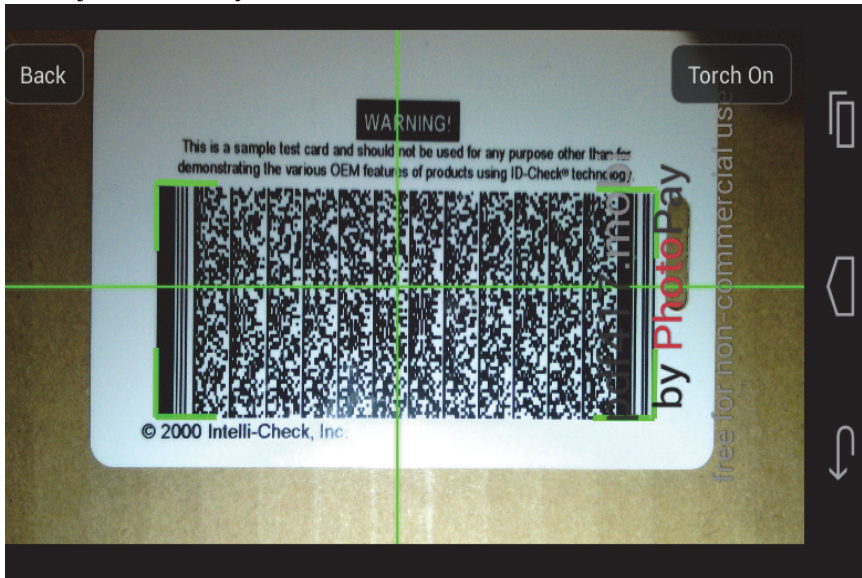 Back
Torch On
WARNING!
This is a sample test card and should not be used for any purpose other than for
demonstrating the various OEM features of products using ID-Check® technology.
© 2000 Intelli-Check, Inc.
pdf417.mobi
by PhotoPay
free for non-commercial use